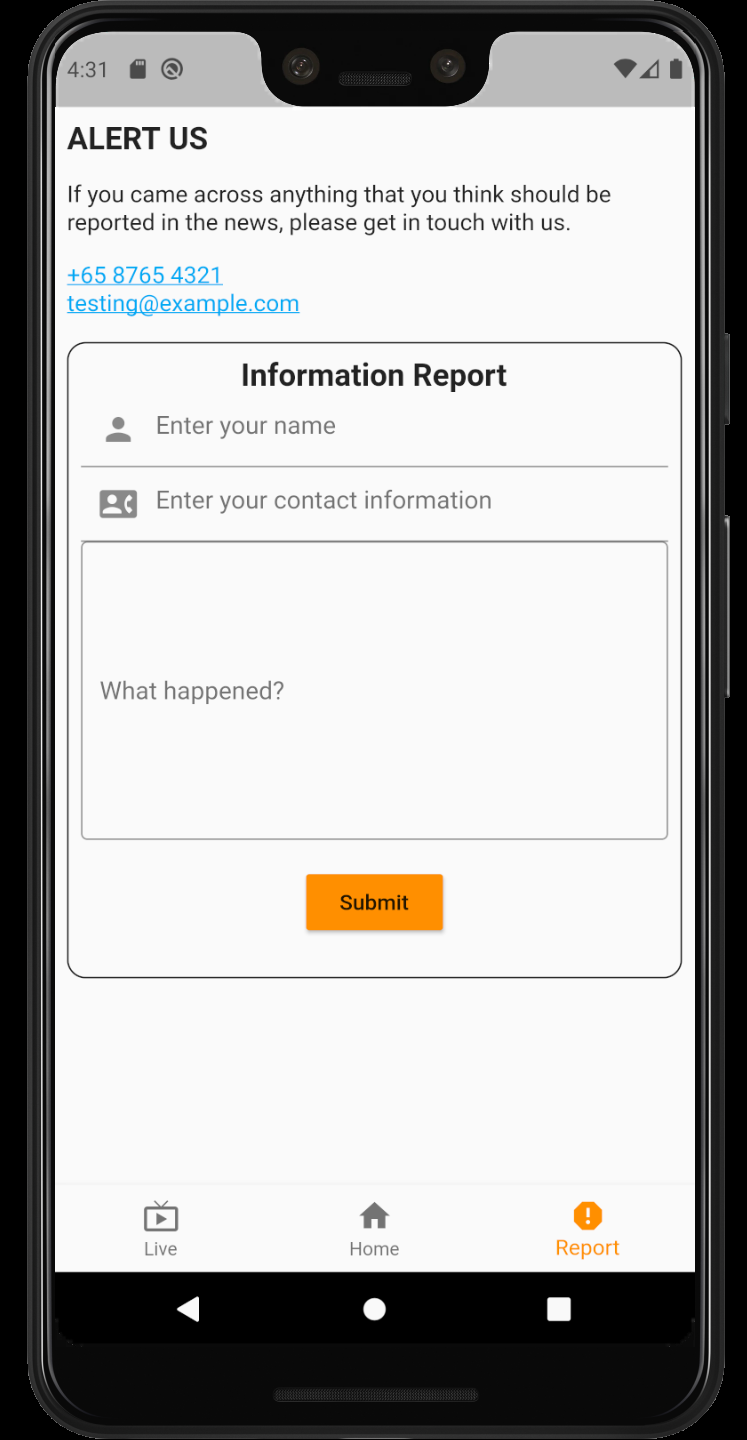 4:31
ALERT US
If you came across anything that you think should be
reported in the news, please get in touch with us.
+65 8765 4321
testing@example.com
Information Report
Enter your name
Enter your contact information
What happened?
Submit
Live
Home
Report